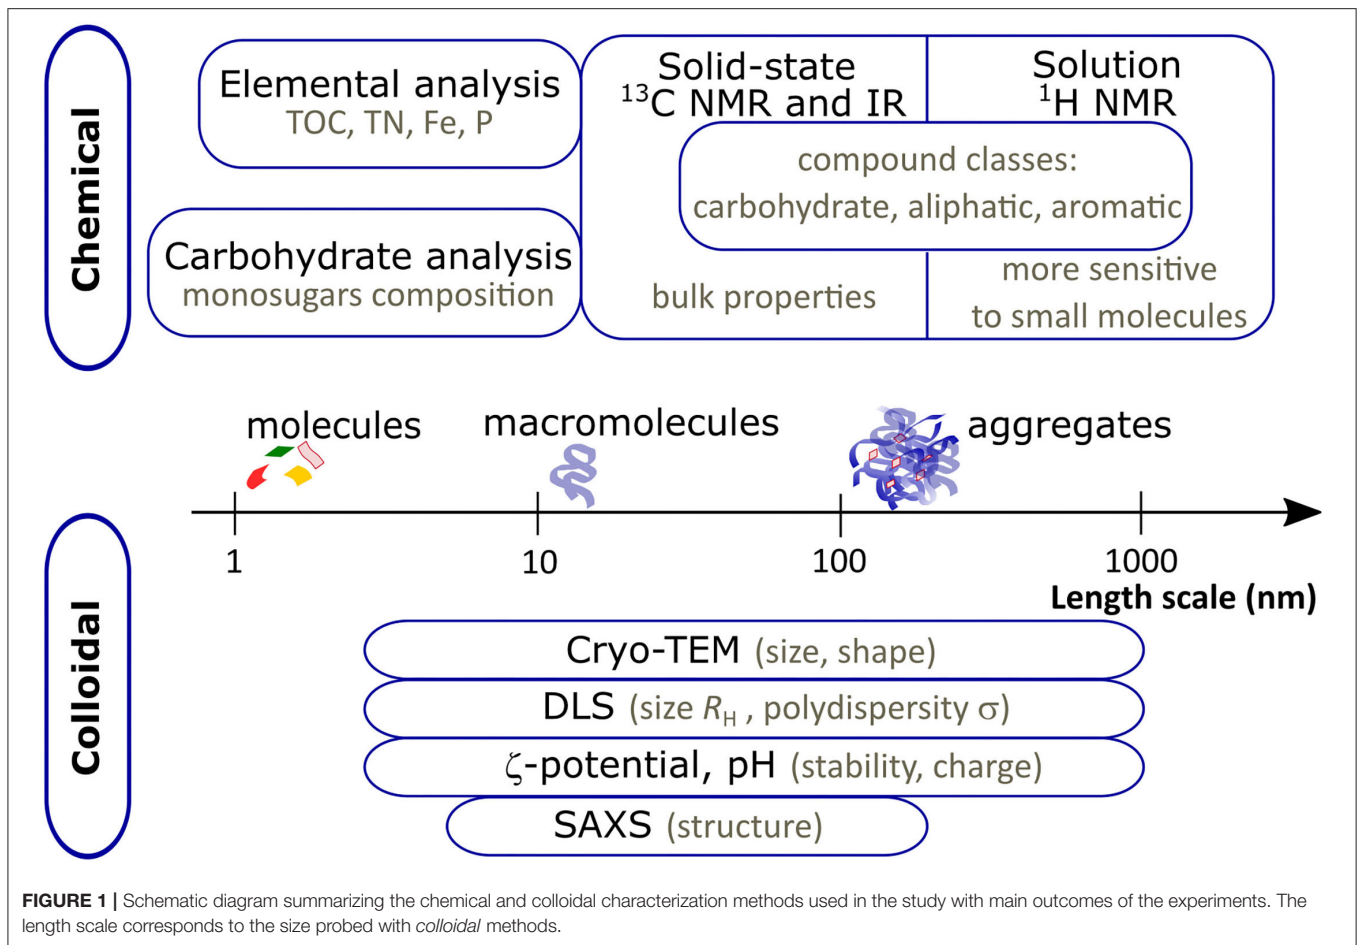 Chemical
Elemental analysis
TOC, TN, Fe, P
Carbohydrate analysis
monosugars composition
Solid-state
¹³C NMR and IR
Solution
¹H NMR
compound classes:
carbohydrate, aliphatic, aromatic
bulk properties
more sensitive
to small molecules
molecules
macromolecules
aggregates
1
10
100
1000
Length scale (nm)
Colloidal
Cryo-TEM (size, shape)
DLS (size R_H , polydispersity σ)
ζ-potential, pH (stability, charge)
SAXS (structure)
FIGURE 1 | Schematic diagram summarizing the chemical and colloidal characterization methods used in the study with main outcomes of the experiments. The
length scale corresponds to the size probed with colloidal methods.